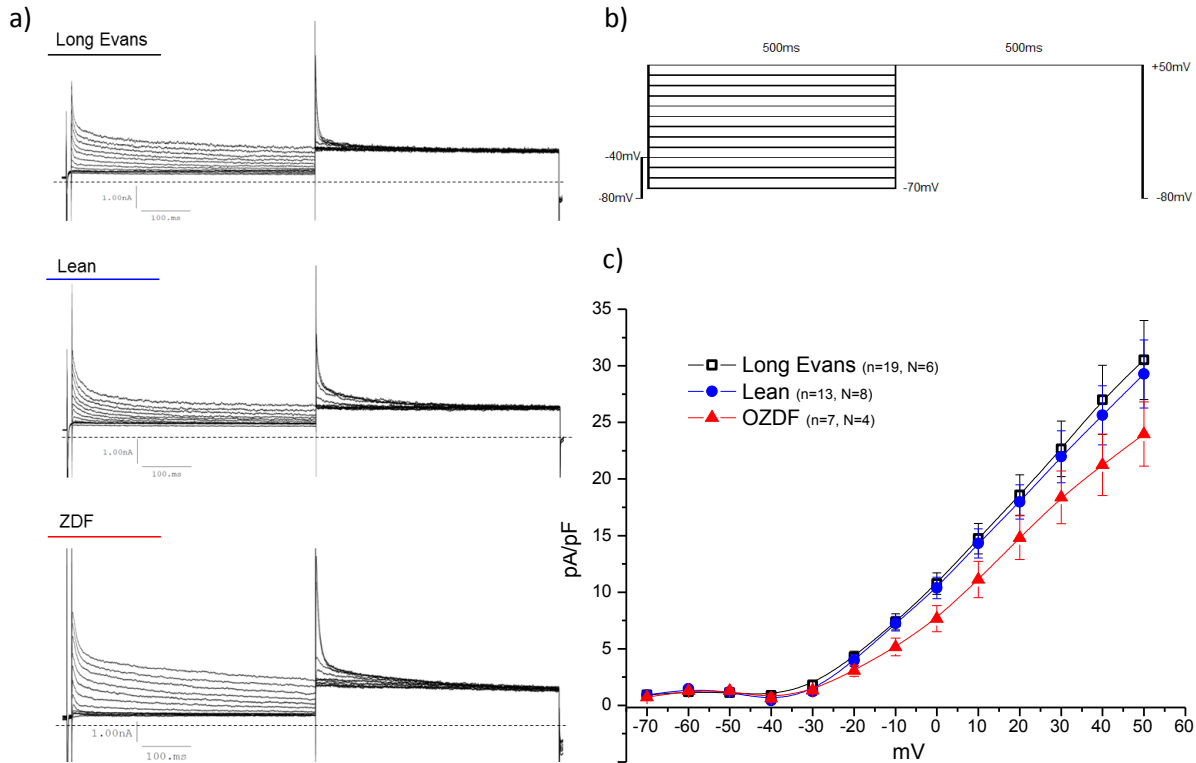 a)
Long Evans
1.00nA
100.ms
Lean
1.00nA
100.ms
ZDF
1.00nA
100.ms
b)
500ms 500ms
+50mV
-40mV
-70mV
-80mV -80mV
c)
35
30
25
20
15
10
5
0
pA/pF
Long Evans (n=19, N=6)
Lean (n=13, N=8)
OZDF (n=7, N=4)
-70 -60 -50 -40 -30 -20 -10 0 10 20 30 40 50 60
mV